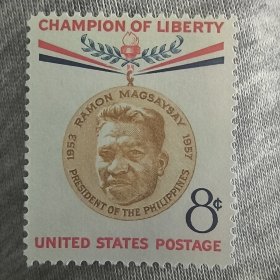 CHAMPION OF LIBERTY
1953 RAMON MAGSAYSAY 1957
PRESIDENT OF THE PHILIPPINES
8¢
UNITED STATES POSTAGE